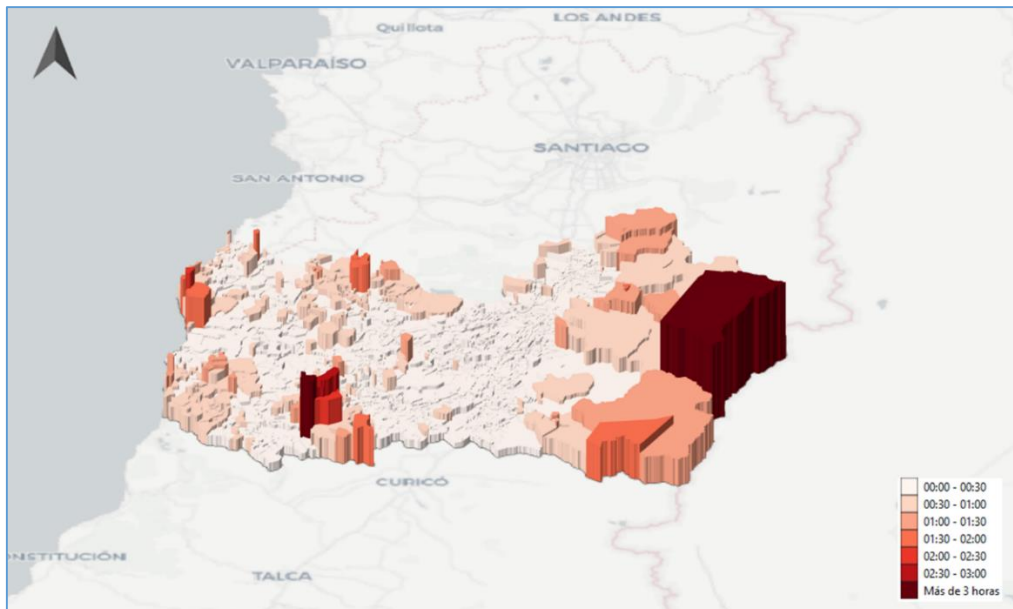 LOS ANDES
Quillota
VALPARAÍSO
SANTIAGO
SAN ANTONIO
CURICÓ
00:00 - 00:30
00:30 - 01:00
01:00 - 01:30
01:30 - 02:00
02:00 - 02:30
02:30 - 03:00
Más de 3 horas
ONSTITUCIÓN
TALCA